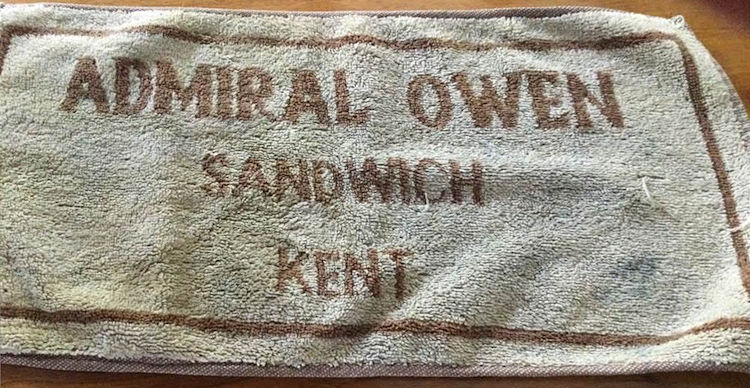 ADMIRAL OWEN
SANDWICH
KENT